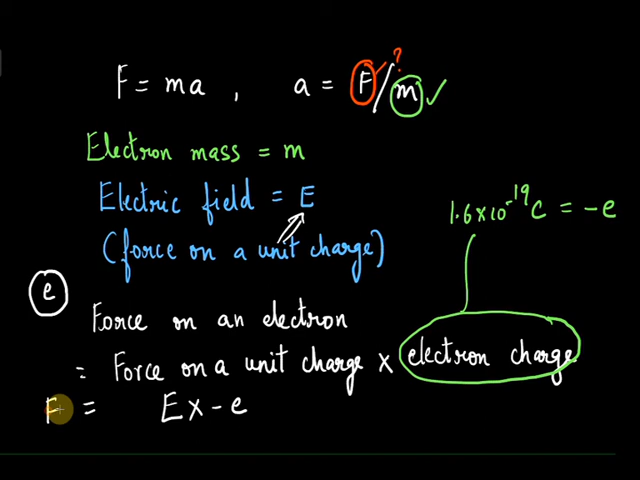 F = ma , a = F/m ✓ ?
Electron mass = m
Electric field = E
1.6×10⁻¹⁹C = -e
(force on a unit charge)
e
Force on an electron
= Force on a unit charge × electron charge
F = E × -e